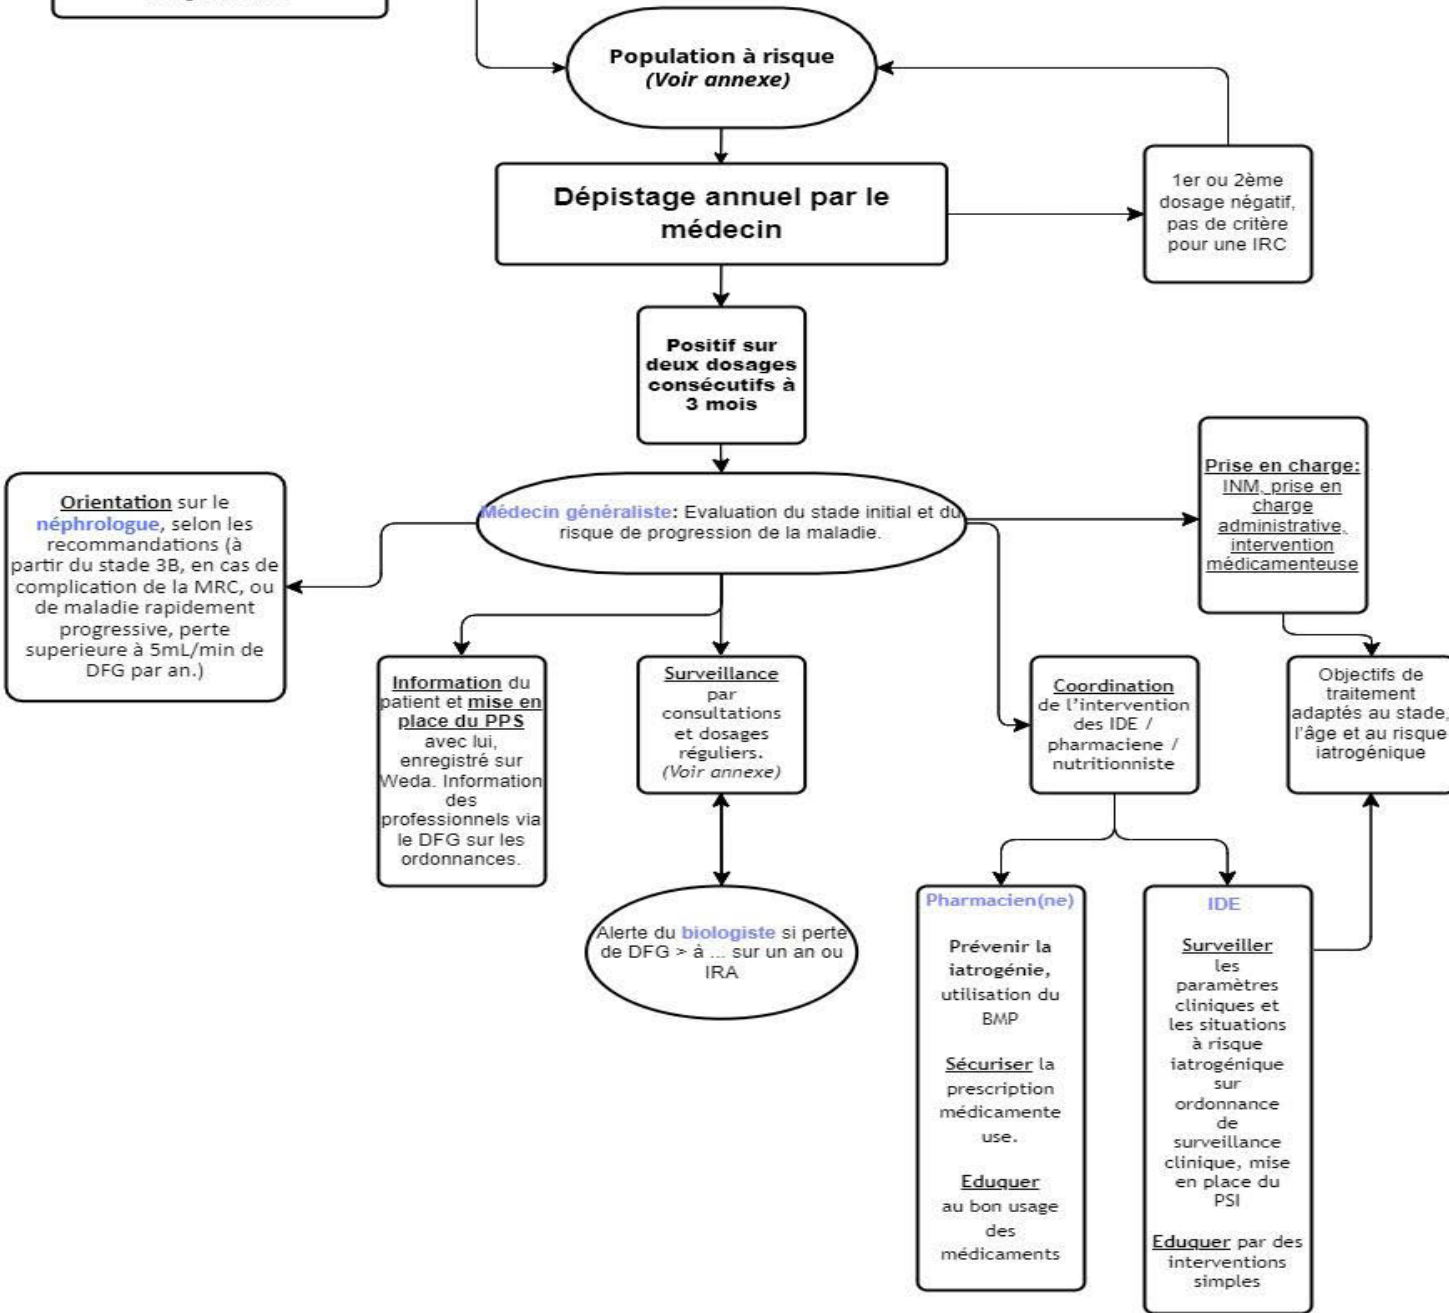 Population à risque
(Voir annexe)
Dépistage annuel par le
médecin
1er ou 2ème
dosage négatif,
pas de critère
pour une IRC
Positif sur
deux dosages
consécutifs à
3 mois
Orientation sur le
néphrologue, selon les
recommandations (à
partir du stade 3B, en cas de
complication de la MRC, ou
de maladie rapidement
progressive, perte
superieure à 5mL/min de
DFG par an.)
Médecin généraliste: Evaluation du stade initial et du
risque de progression de la maladie.
Prise en charge:
INM, prise en
charge
administrative,
intervention
médicamenteuse
Information du
patient et mise en
place du PPS
avec lui,
enregistré sur
Weda. Information
des
professionnels via
le DFG sur les
ordonnances.
Surveillance
par
consultations
et dosages
réguliers.
(Voir annexe)
Coordination
de l'intervention
des IDE /
pharmaciene /
nutritionniste
Objectifs de
traitement
adaptés au stade,
l'âge et au risque
iatrogénique
Alerte du biologiste si perte
de DFG > à ... sur un an ou
IRA
Pharmacien(ne)
Prévenir la
iatrogénie,
utilisation du
BMP
Sécuriser la
prescription
médicamente
use.
Eduquer
au bon usage
des
médicaments
IDE
Surveiller
les
paramètres
cliniques et
les situations
à risque
iatrogénique
sur
ordonnance
de
surveillance
clinique, mise
en place du
PSI
Eduquer par des
interventions
simples